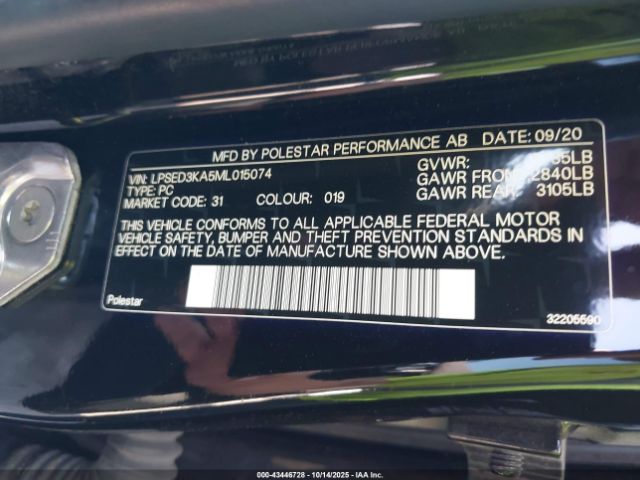 MFD BY POLESTAR PERFORMANCE AB DATE: 09/20
VIN: LPSED3KA5ML015074 GVWR: 35LB
TYPE: PC GAWR FRONT: 2840LB
MARKET CODE: 31 COLOUR: 019 GAWR REAR: 3105LB
THIS VEHICLE CONFORMS TO ALL APPLICABLE FEDERAL MOTOR
VEHICLE SAFETY, BUMPER AND THEFT PREVENTION STANDARDS IN
EFFECT ON THE DATE OF MANUFACTURE SHOWN ABOVE.
Polestar 32205590
000-43446728 - 10/14/2025 - IAA Inc.